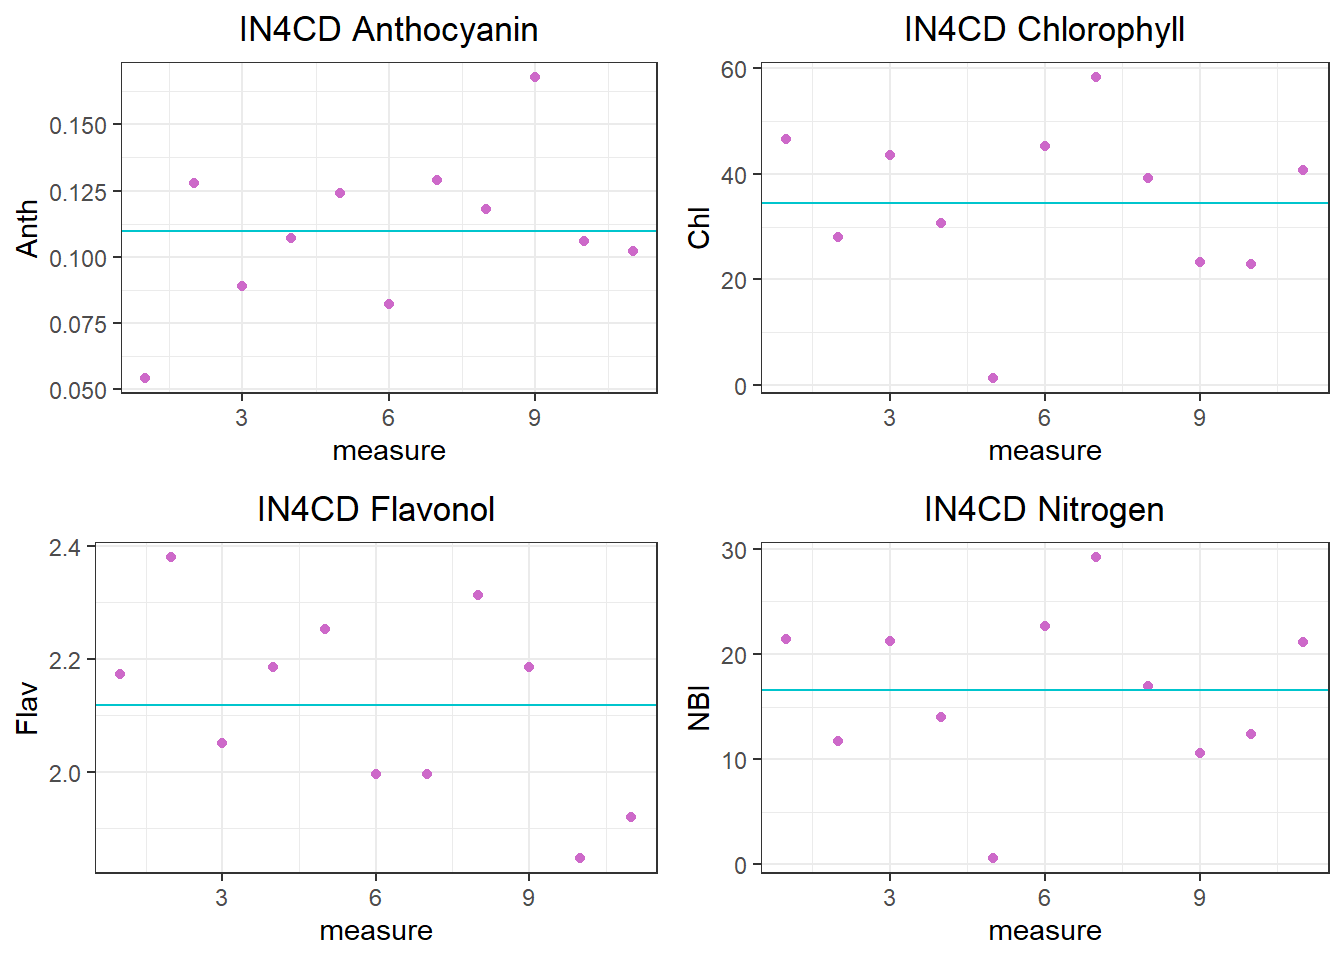 IN4CD Anthocyanin
0.150
0.125
0.100
0.075
0.050
Anth
3 6 9
measure
IN4CD Chlorophyll
60
40
20
0
Chl
3 6 9
measure
IN4CD Flavonol
2.4
2.2
2.0
Flav
3 6 9
measure
IN4CD Nitrogen
30
20
10
0
NBI
3 6 9
measure